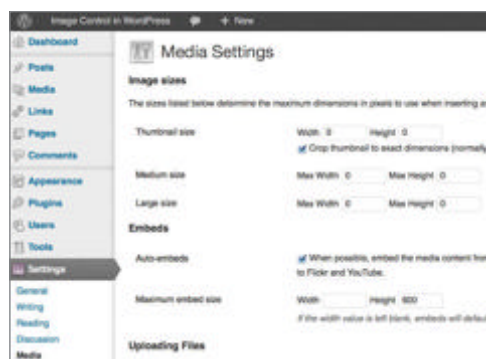 Image Control in WordPress + New
Dashboard
Posts
Media
Links
Pages
Comments
Appearance
Plugins
Users
Tools
Settings
General
Writing
Reading
Discussion
Media
Media Settings
Image sizes
The sizes listed below determine the maximum dimensions in pixels to use when inserting
Thumbnail size Width 0 Height 0
Crop thumbnail to exact dimensions (normally
Medium size Max Width 0 Max Height 0
Large size Max Width 0 Max Height 0
Embeds
Auto-embeds When possible, embed the media content from
to Flickr and YouTube.
Maximum embed size Width Height 600
If the width value is left blank, embeds will
Uploading Files